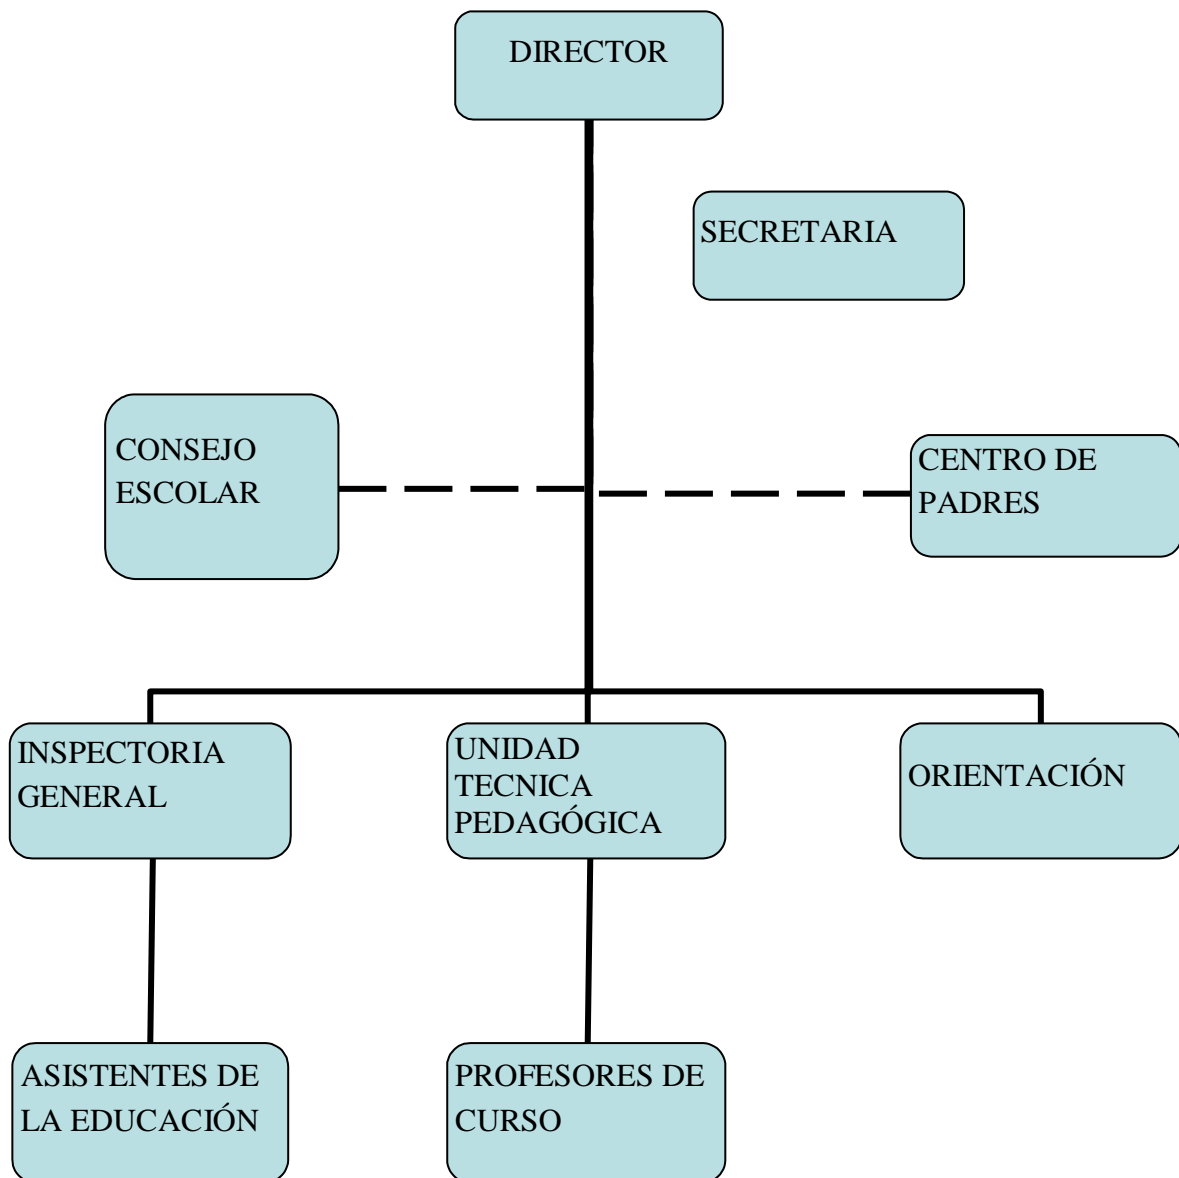 DIRECTOR
SECRETARIA
CONSEJO
ESCOLAR
CENTRO DE
PADRES
INSPECTORIA
GENERAL
UNIDAD
TECNICA
PEDAGÓGICA
ORIENTACIÓN
ASISTENTES DE
LA EDUCACIÓN
PROFESORES DE
CURSO